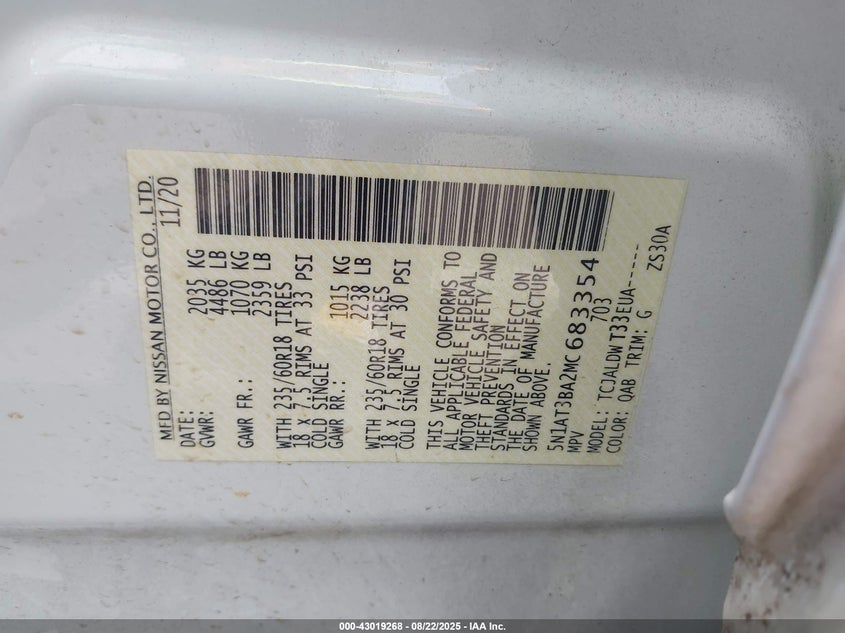 MFD BY NISSAN MOTOR CO., LTD.
DATE: 11/20
GVWR: 2035 KG
4486 LB
GAWR FR.: 1070 KG
2359 LB
WITH 235/60R18 TIRES
18 X 7.5 RIMS AT 33 PSI
COLD SINGLE
GAWR RR.: 1015 KG
2238 LB
WITH 235/60R18 TIRES
18 X 7.5 RIMS AT 30 PSI
COLD SINGLE
THIS VEHICLE CONFORMS TO
ALL APPLICABLE FEDERAL
MOTOR VEHICLE SAFETY AND
THEFT PREVENTION
STANDARDS IN EFFECT ON
THE DATE OF MANUFACTURE
SHOWN ABOVE.
5N1AT3BA2MC683354
MPV 703
MODEL: TCJALDWT33EUA------
COLOR: QAB TRIM: G ZS30A
000-43019268 - 08/22/2025 - IAA Inc.